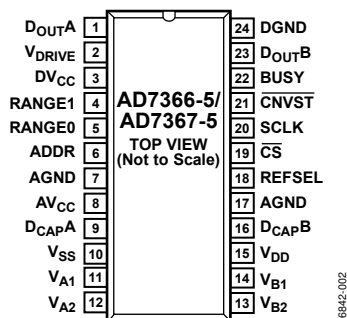 DOUTA 1
VDRIVE 2
DVCC 3
RANGE1 4
RANGE0 5
ADDR 6
AGND 7
AVCC 8
DCAPA 9
VSS 10
VA1 11
VA2 12
AD7366-5/
AD7367-5
TOP VIEW
(Not to Scale)
24 DGND
23 DOUTB
22 BUSY
21 CNVST
20 SCLK
19 CS
18 REFSEL
17 AGND
16 DCAPB
15 VDD
14 VB1
13 VB2
6842-002